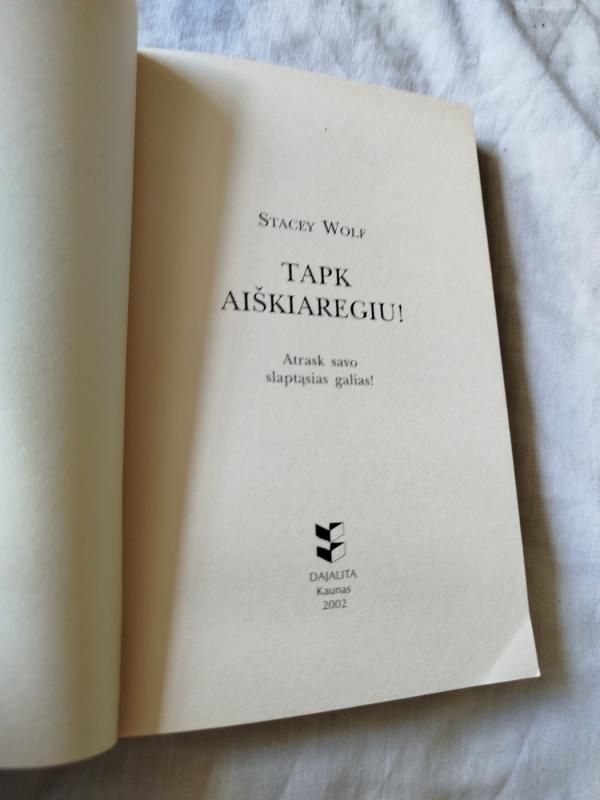 STACEY WOLF
TAPK
AIŠKIAREGIU!
Atrask savo
slaptąsias galias!
DAJALITA
Kaunas
2002